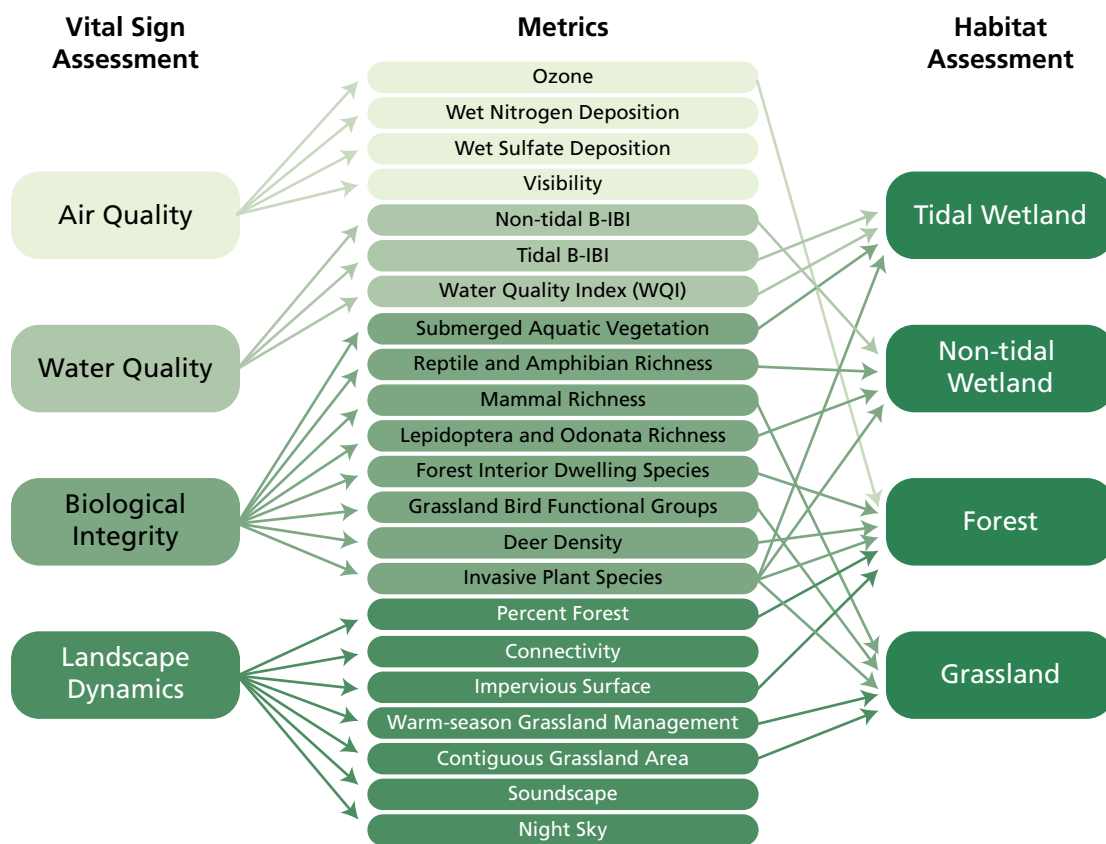 Vital Sign
Assessment
Metrics
Habitat
Assessment
Air Quality
Water Quality
Biological
Integrity
Landscape
Dynamics
Ozone
Wet Nitrogen Deposition
Wet Sulfate Deposition
Visibility
Non-tidal B-IBI
Tidal B-IBI
Water Quality Index (WQI)
Submerged Aquatic Vegetation
Reptile and Amphibian Richness
Mammal Richness
Lepidoptera and Odonata Richness
Forest Interior Dwelling Species
Grassland Bird Functional Groups
Deer Density
Invasive Plant Species
Percent Forest
Connectivity
Impervious Surface
Warm-season Grassland Management
Contiguous Grassland Area
Soundscape
Night Sky
Tidal Wetland
Non-tidal
Wetland
Forest
Grassland